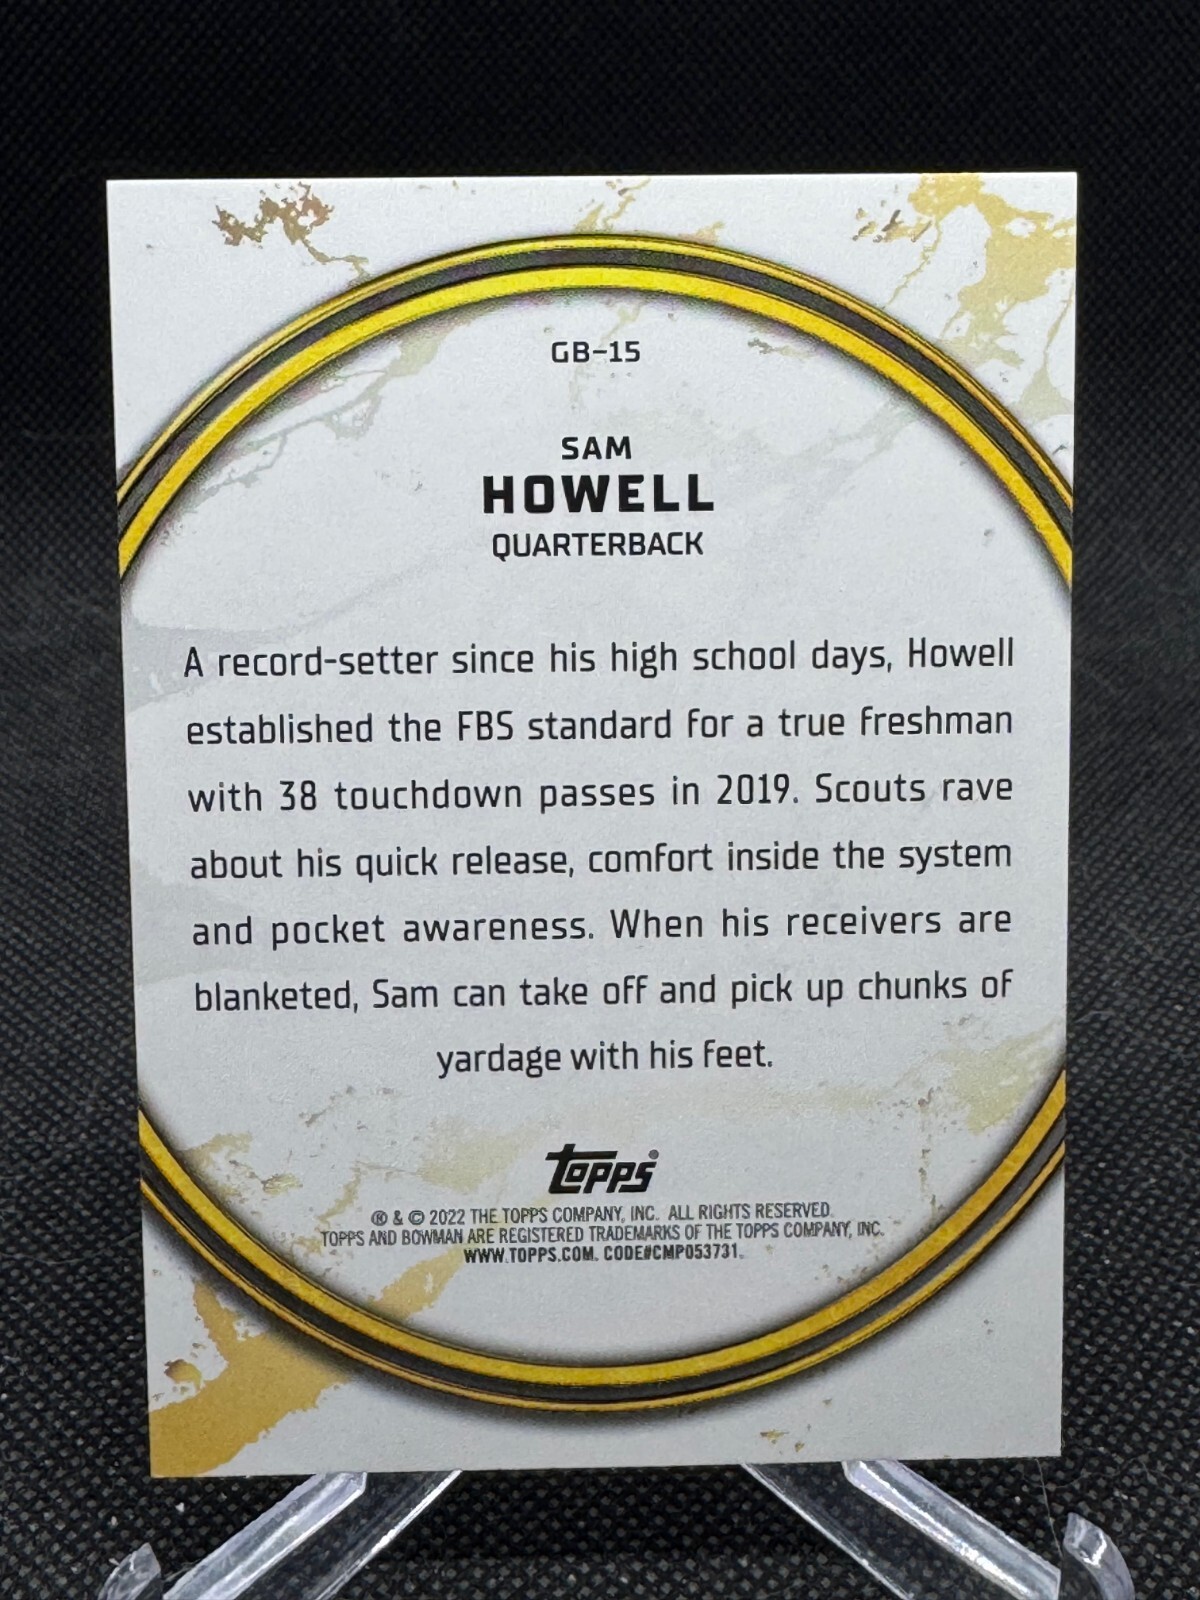 GB-15
SAM
HOWELL
QUARTERBACK
A record-setter since his high school days, Howell
established the FBS standard for a true freshman
with 38 touchdown passes in 2019. Scouts rave
about his quick release, comfort inside the system
and pocket awareness. When his receivers are
blanketed, Sam can take off and pick up chunks of
yardage with his feet.
topps®
® & © 2022 THE TOPPS COMPANY, INC. ALL RIGHTS RESERVED.
TOPPS AND BOWMAN ARE REGISTERED TRADEMARKS OF THE TOPPS COMPANY, INC.
WWW.TOPPS.COM. CODE#CMP053731.